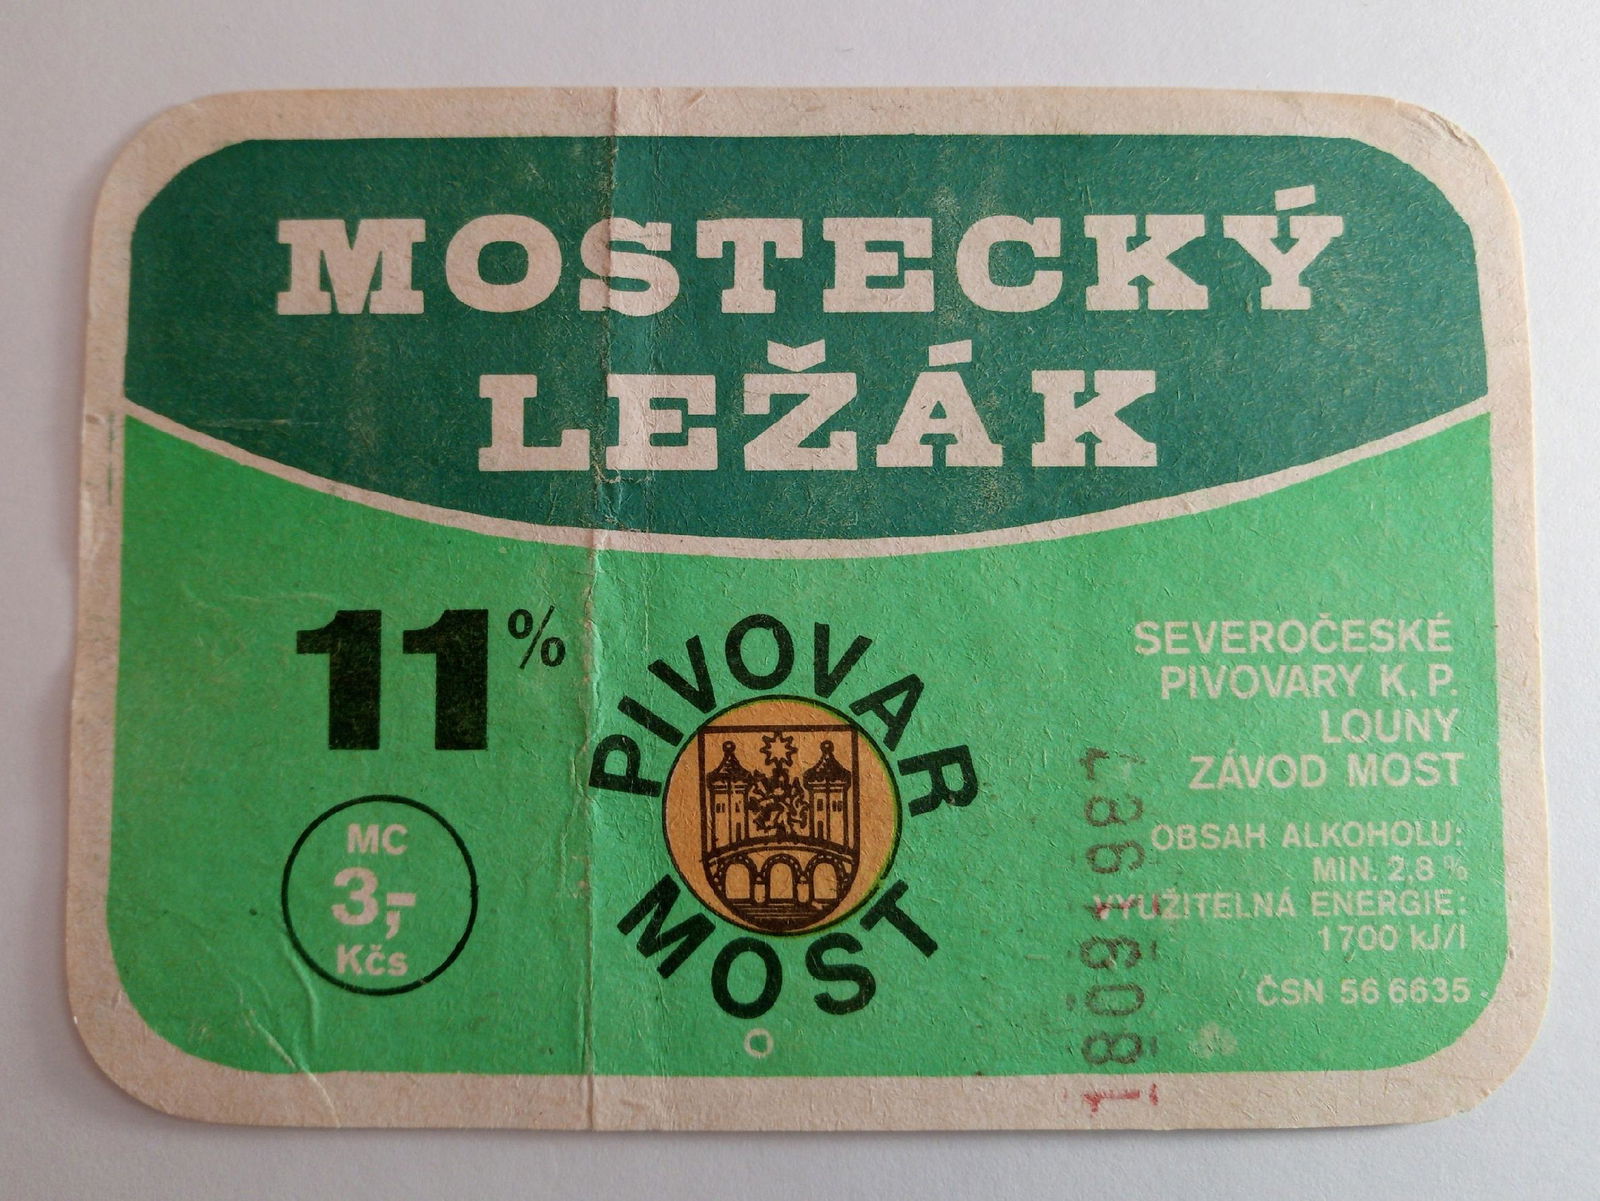 MOSTECKÝ
LEŽÁK
11%
MC
3,-
Kčs
PIVOVAR
MOST
SEVEROČESKÉ
PIVOVARY K. P.
LOUNY
ZÁVOD MOST
OBSAH ALKOHOLU:
MIN. 2,8 %
VYUŽITELNÁ ENERGIE:
1700 kJ/l
ČSN 56 6635